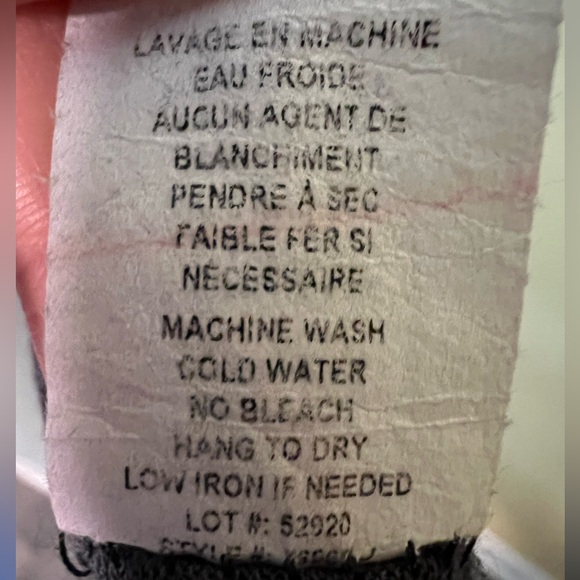 LAVAGE EN MACHINE
EAU FROIDE
AUCUN AGENT DE
BLANCHIMENT
PENDRE À SEC
FAIBLE FER SI
NÉCESSAIRE
MACHINE WASH
COLD WATER
NO BLEACH
HANG TO DRY
LOW IRON IF NEEDED
LOT #: 52920
STYLE #: